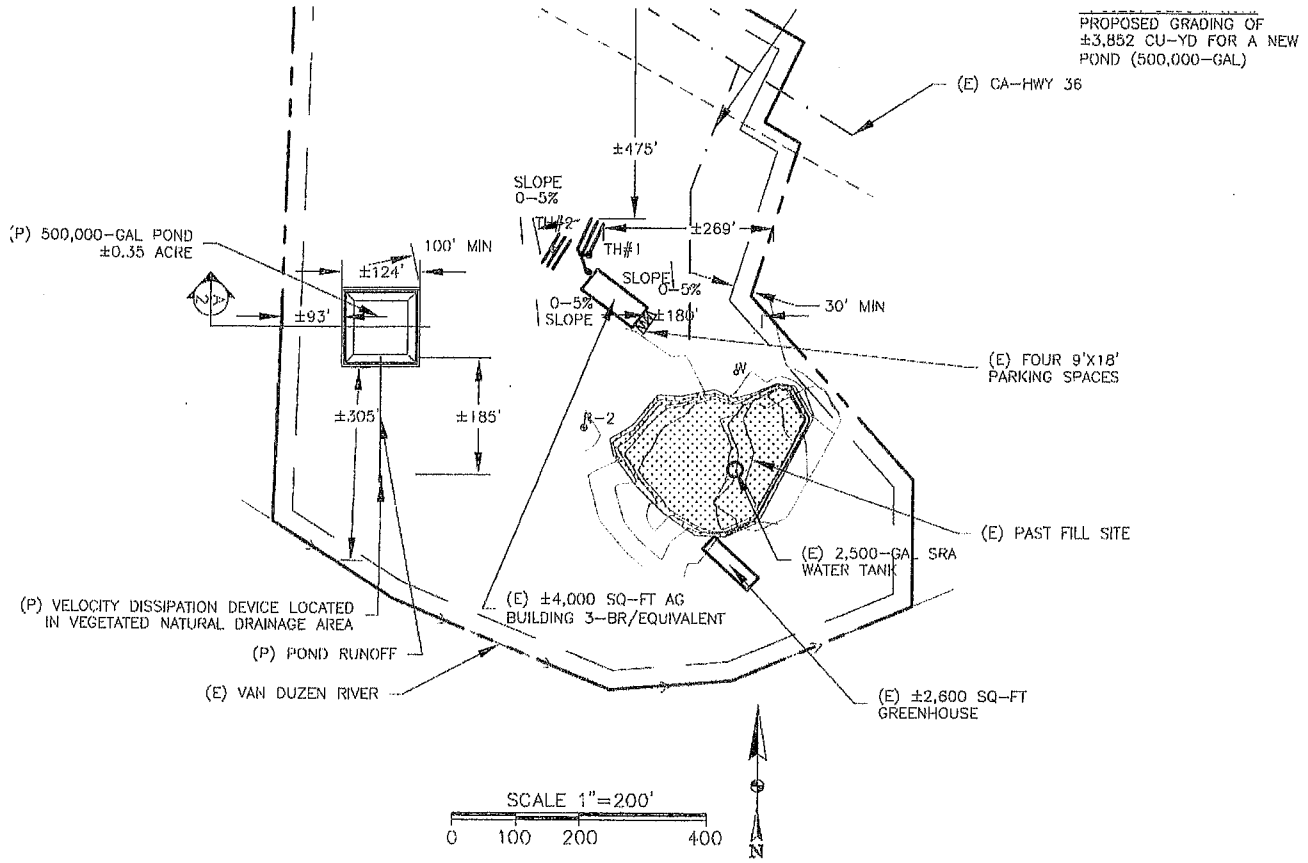 PROPOSED GRADING OF
±3,852 CU-YD FOR A NEW
POND (500,000-GAL)
(E) CA-HWY 36
±475'
SLOPE
0-5%
TH#2
±269'
TH#1
(P) 500,000-GAL POND
±0.35 ACRE
100' MIN
±124'
SLOPE
0-5%
0-5%
SLOPE
30' MIN
A
2
±93'
±180'
(E) FOUR 9'X18'
PARKING SPACES
W
±305'
±185'
R-2
(E) PAST FILL SITE
(E) 2,500-GAL SRA
WATER TANK
(P) VELOCITY DISSIPATION DEVICE LOCATED
IN VEGETATED NATURAL DRAINAGE AREA
(E) ±4,000 SQ-FT AG
BUILDING 3-BR/EQUIVALENT
(P) POND RUNOFF
(E) VAN DUZEN RIVER
(E) ±2,600 SQ-FT
GREENHOUSE
SCALE 1"=200'
0 100 200 400
N